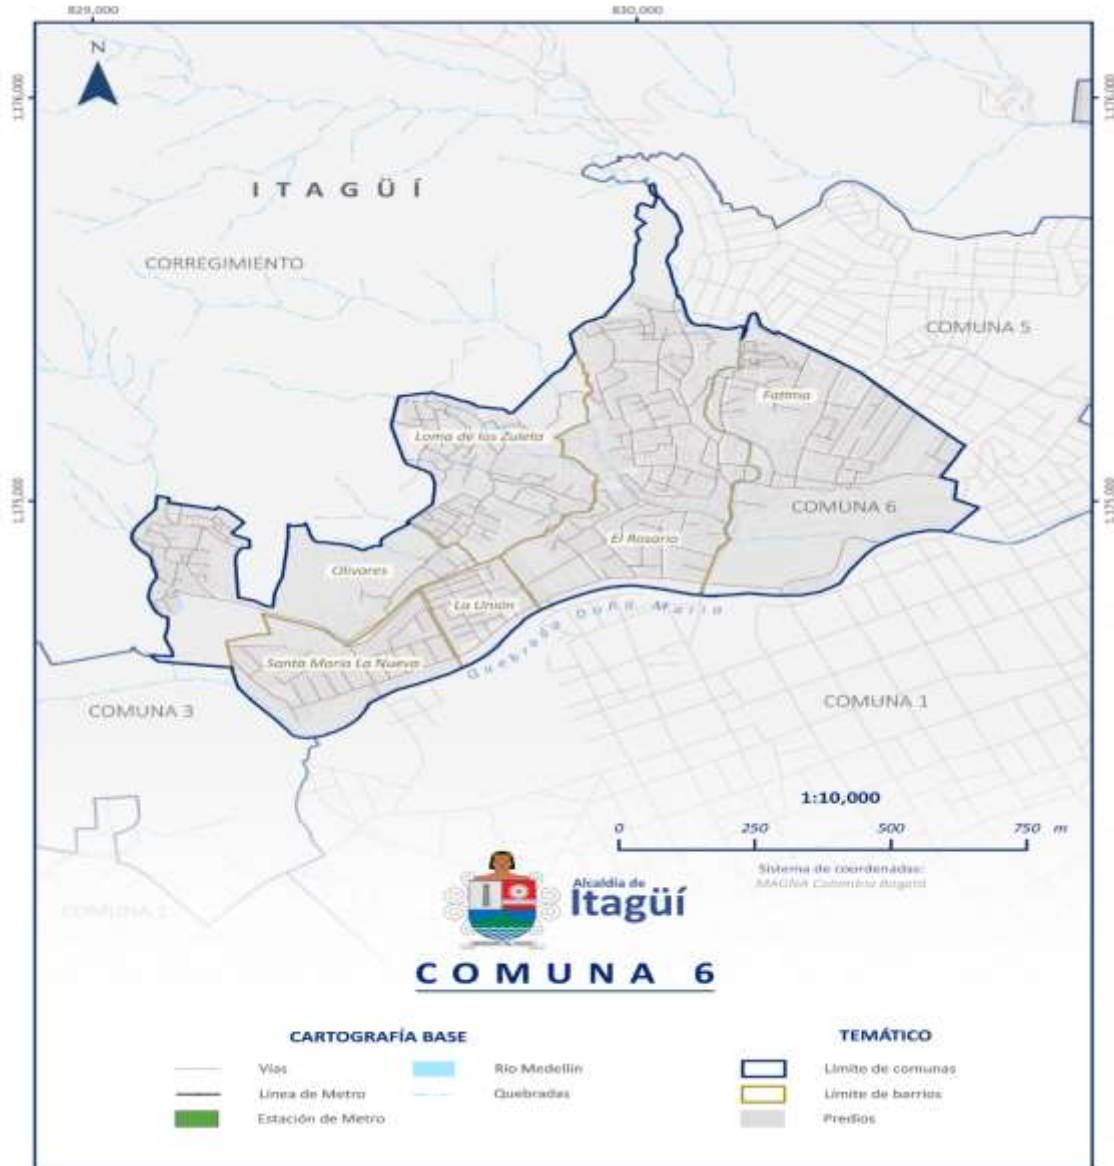 829,000
830,000
1,176,000
1,176,000
N
ITAGÜÍ
CORREGIMIENTO
COMUNA 5
Fatima
Loma de los Zuleta
1,175,000
1,175,000
COMUNA 6
El Rosario
Olivares
La Unión
Quebrada Doña María
Santa Maria La Nueva
COMUNA 3
COMUNA 1
1:10,000
0 250 500 750 m
Sistema de coordenadas:
MAGNA Colombia Bogotá
Alcaldía de
Itagüí
COMUNA 6
CARTOGRAFÍA BASE
TEMÁTICO
Vías
Río Medellín
Límite de comunas
Línea de Metro
Quebradas
Límite de barrios
Estación de Metro
Predios